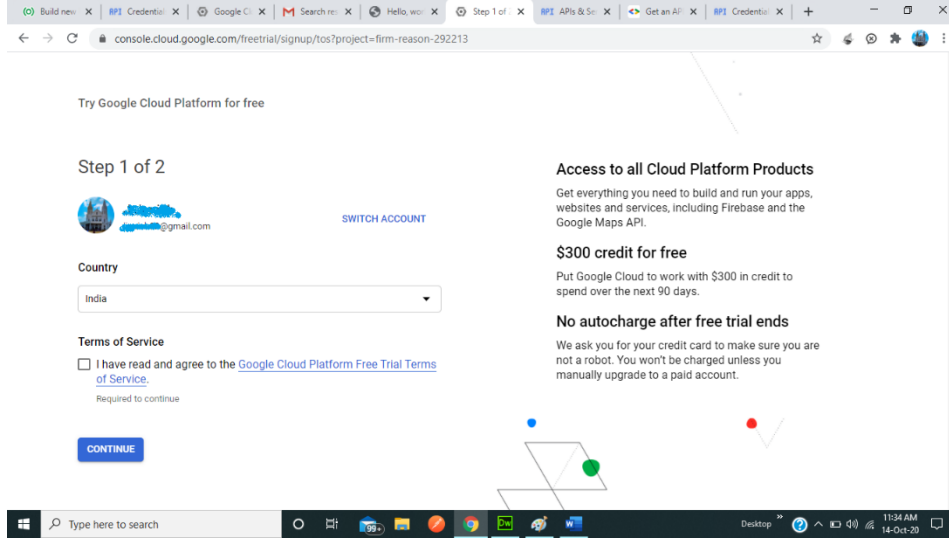 Build new
API Credential
Google Cl
Search res
Hello, wor
Step 1 of
API APIs & Se
Get an AP
API Credential
console.cloud.google.com/freetrial/signup/tos?project=firm-reason-292213
Try Google Cloud Platform for free
Step 1 of 2
@gmail.com
SWITCH ACCOUNT
Country
India
Terms of Service
I have read and agree to the Google Cloud Platform Free Trial Terms
of Service.
Required to continue
CONTINUE
Access to all Cloud Platform Products
Get everything you need to build and run your apps,
websites and services, including Firebase and the
Google Maps API.
$300 credit for free
Put Google Cloud to work with $300 in credit to
spend over the next 90 days.
No autocharge after free trial ends
We ask you for your credit card to make sure you are
not a robot. You won't be charged unless you
manually upgrade to a paid account.
Type here to search
99+
Dw
W
Desktop
11:34 AM
14-Oct-20